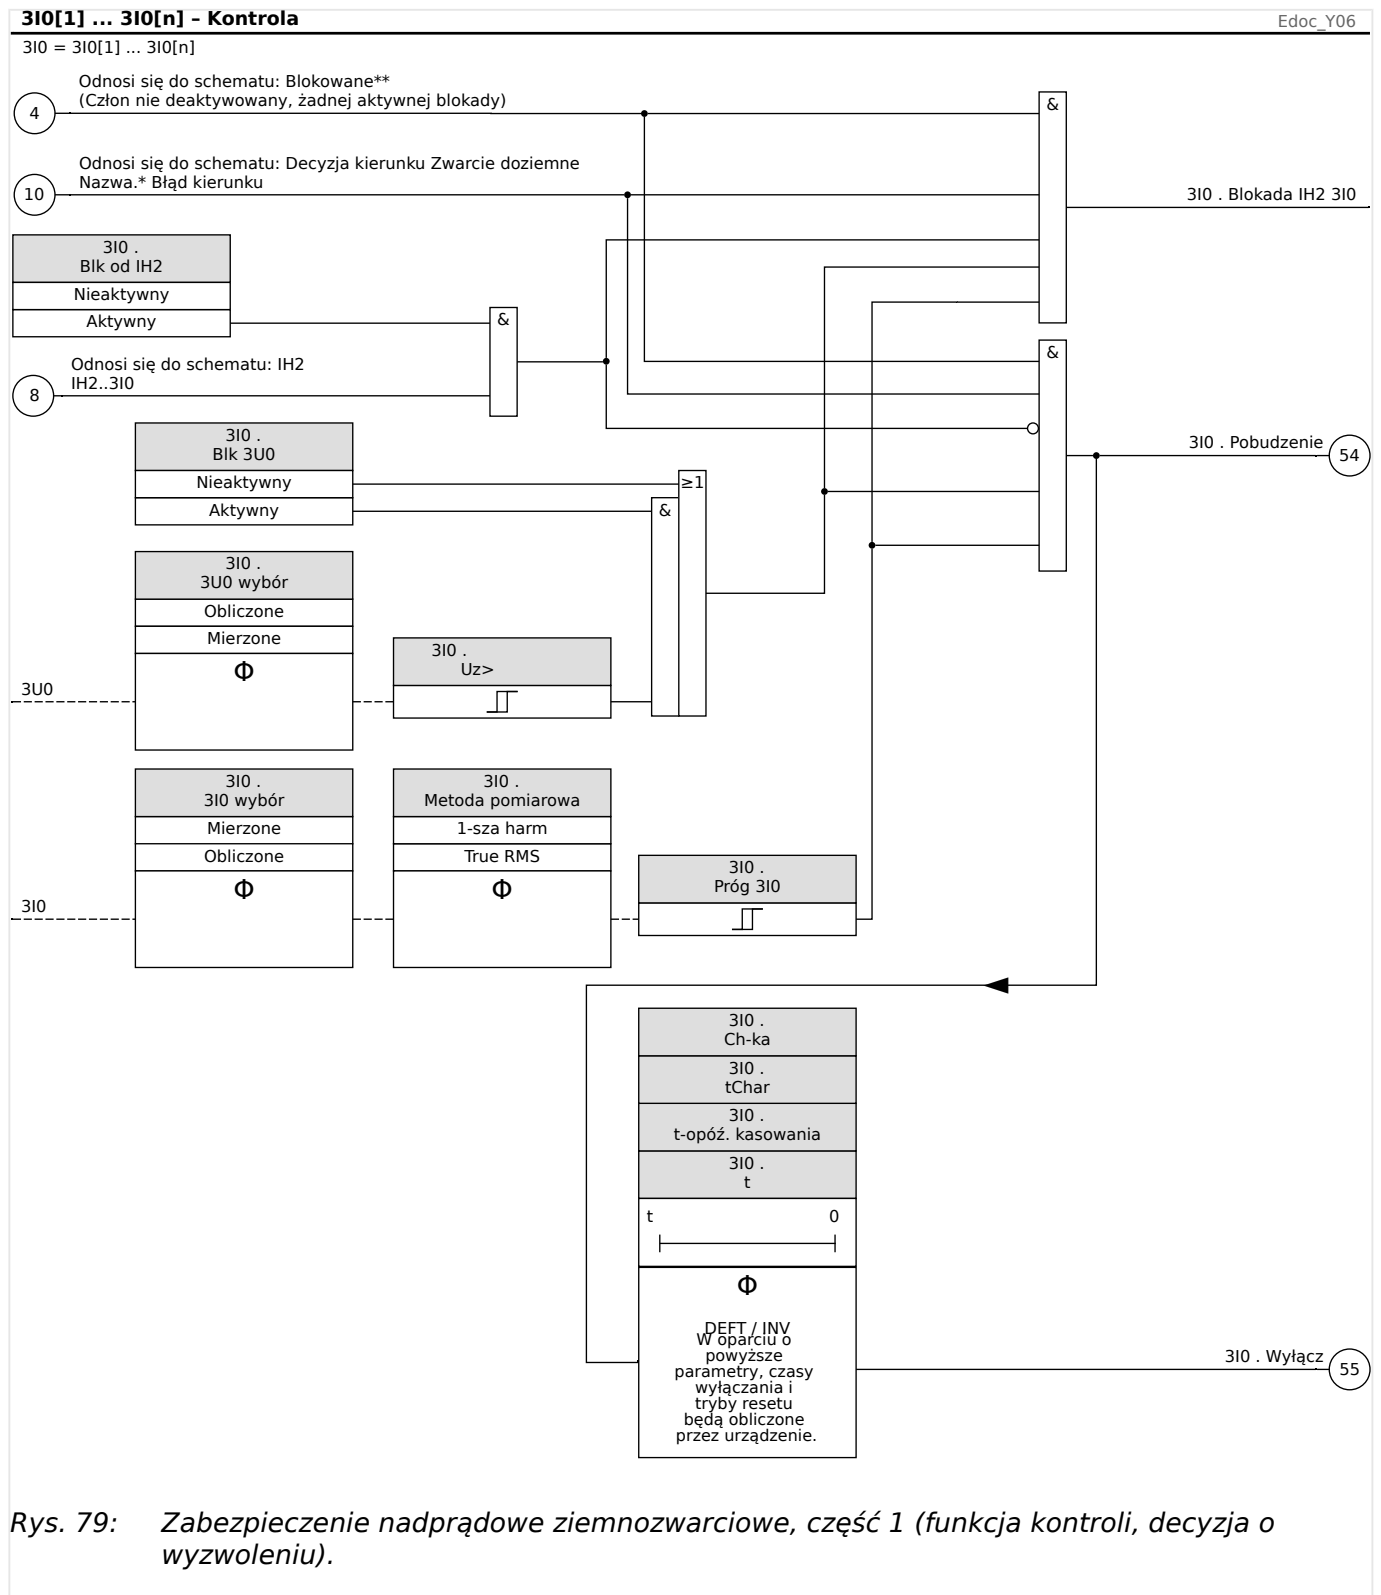 3I0[1] ... 3I0[n] – Kontrola
Edoc_Y06
3I0 = 3I0[1] ... 3I0[n]
Odnosi się do schematu: Blokowane**
(Człon nie deaktywowany, żadnej aktywnej blokady)
4
&
Odnosi się do schematu: Decyzja kierunku Zwarcie doziemne
Nazwa.* Błąd kierunku
10
3I0 . Blokada IH2 3I0
3I0 .
Blk od IH2
Nieaktywny
Aktywny
&
&
Odnosi się do schematu: IH2
IH2..3I0
8
3I0 .
Blk 3U0
Nieaktywny
Aktywny
≥1
&
3I0 . Pobudzenie
54
3I0 .
3U0 wybór
Obliczone
Mierzone
Φ
3U0
3I0 .
Uz>
3I0 .
3I0 wybór
Mierzone
Obliczone
Φ
3I0
3I0 .
Metoda pomiarowa
1-sza harm
True RMS
Φ
3I0 .
Próg 3I0
3I0 .
Ch-ka
3I0 .
tChar
3I0 .
t-opóź. kasowania
3I0 .
t
t 0
Φ
DEFT / INV
W oparciu o
powyższe
parametry, czasy
wyłączania i
tryby resetu
będą obliczone
przez urządzenie.
3I0 . Wyłącz
55
Rys. 79: Zabezpieczenie nadprądowe ziemnozwarciowe, część 1 (funkcja kontroli, decyzja o
wyzwoleniu).